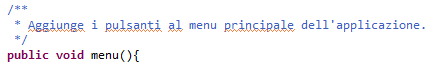 /**
* Aggiunge i pulsanti al menu principale dell'applicazione.
*/
public void menu(){